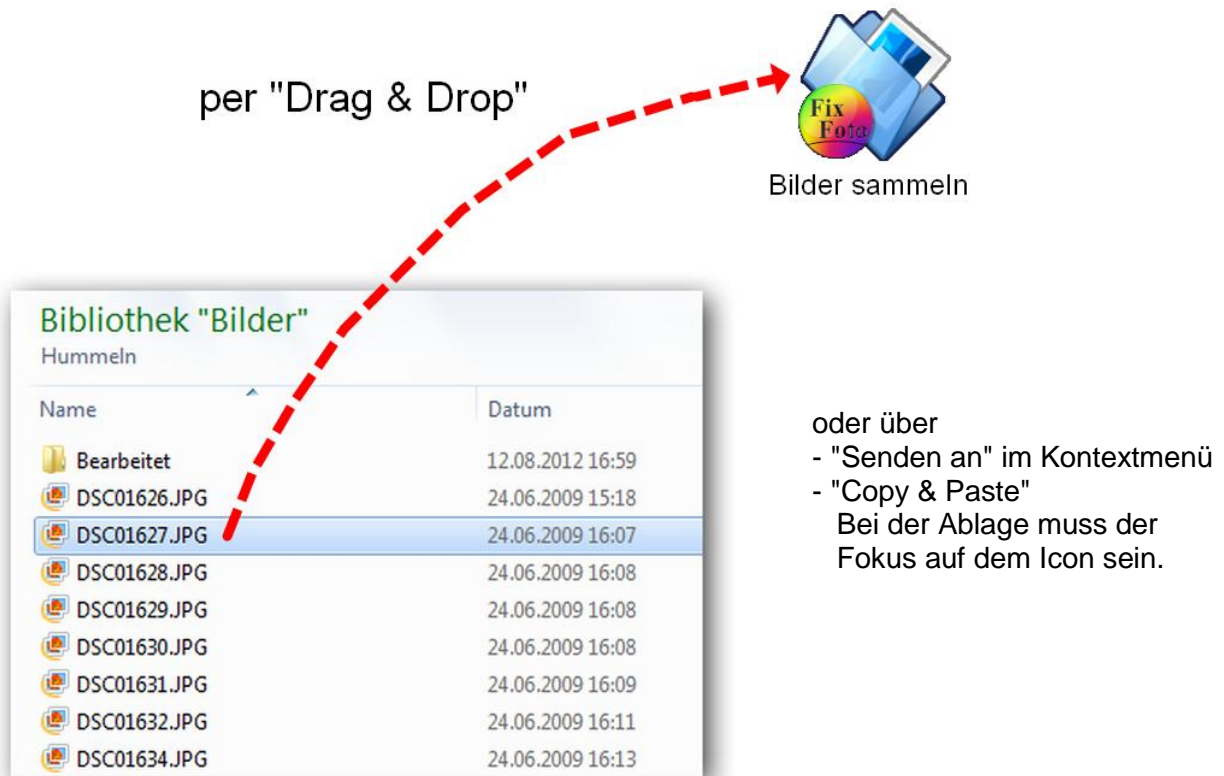 per "Drag & Drop"
Fix
Foto
Bilder sammeln
Bibliothek "Bilder"
Hummeln
Name Datum
Bearbeitet 12.08.2012 16:59
DSC01626.JPG 24.06.2009 15:18
DSC01627.JPG 24.06.2009 16:07
DSC01628.JPG 24.06.2009 16:08
DSC01629.JPG 24.06.2009 16:08
DSC01630.JPG 24.06.2009 16:08
DSC01631.JPG 24.06.2009 16:09
DSC01632.JPG 24.06.2009 16:11
DSC01634.JPG 24.06.2009 16:13
oder über
- "Senden an" im Kontextmenü
- "Copy & Paste"
Bei der Ablage muss der
Fokus auf dem Icon sein.